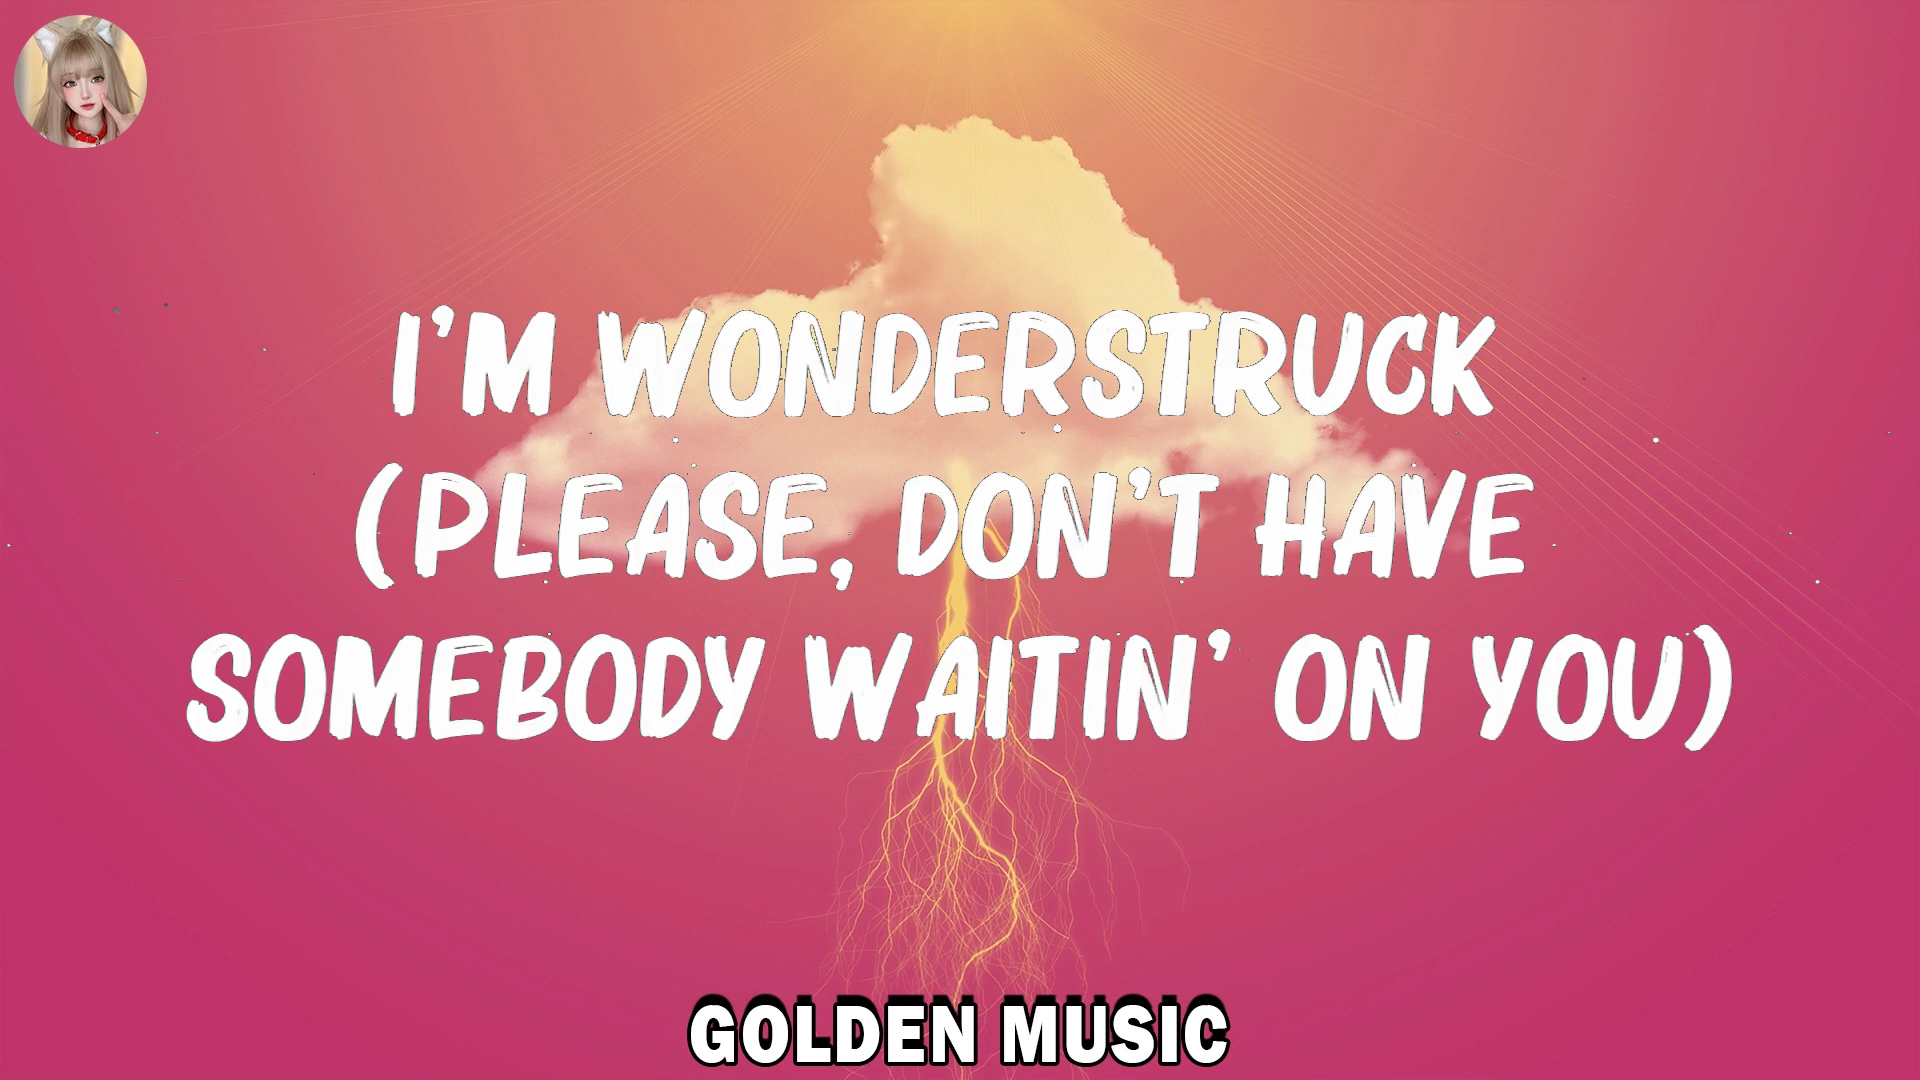 I'M WONDERSTRUCK
(PLEASE, DON'T HAVE
SOMEBODY WAITIN' ON YOU)
GOLDEN MUSIC